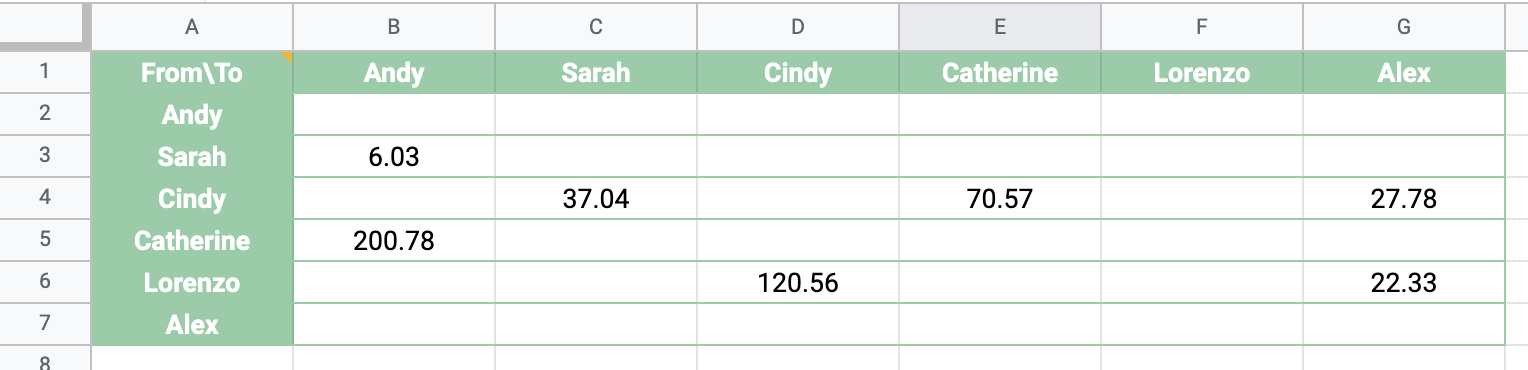 A B C D E F G
1 From\To Andy Sarah Cindy Catherine Lorenzo Alex
2 Andy
3 Sarah 6.03
4 Cindy 37.04 70.57 27.78
5 Catherine 200.78
6 Lorenzo 120.56 22.33
7 Alex
8